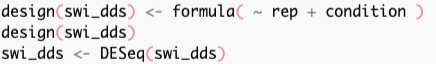 design(swi_dds) <- formula( ~ rep + condition )
design(swi_dds)
swi_dds <- DESeq(swi_dds)